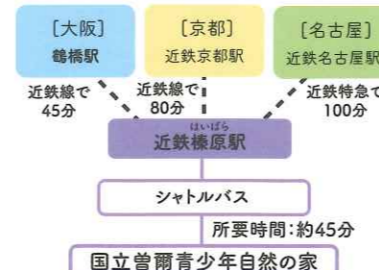 [大阪]
鶴橋駅
[京都]
近鉄京都駅
[名古屋]
近鉄名古屋駅
近鉄線で
45分
近鉄線で
80分
近鉄特急で
100分
はいばら
近鉄榛原駅
シャトルバス
所要時間:約45分
国立曽爾青少年自然の家